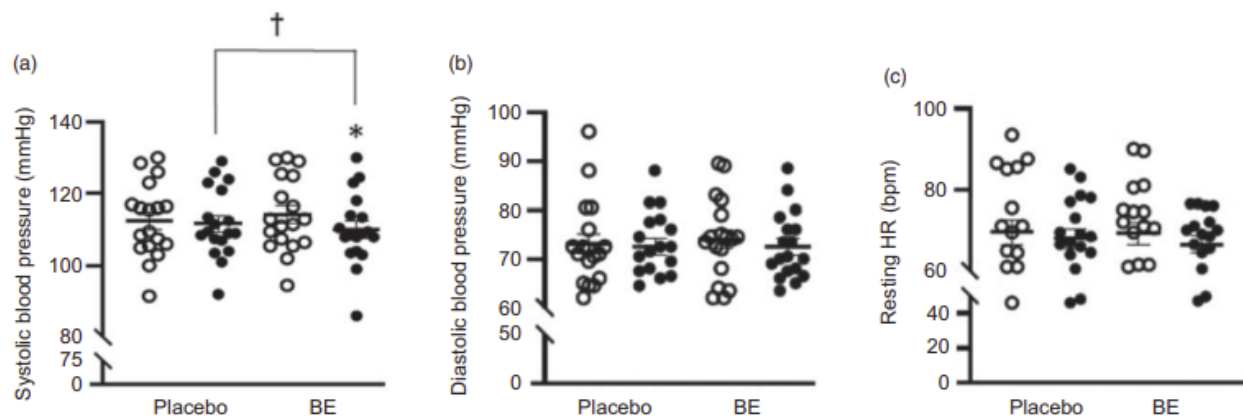 †
(a)
Systolic blood pressure (mmHg)
140
120
100
80
75
0
*
Placebo
BE
(b)
Diastolic blood pressure (mmHg)
100
90
80
70
60
50
0
Placebo
BE
(c)
Resting HR (bpm)
100
80
60
40
20
0
Placebo
BE